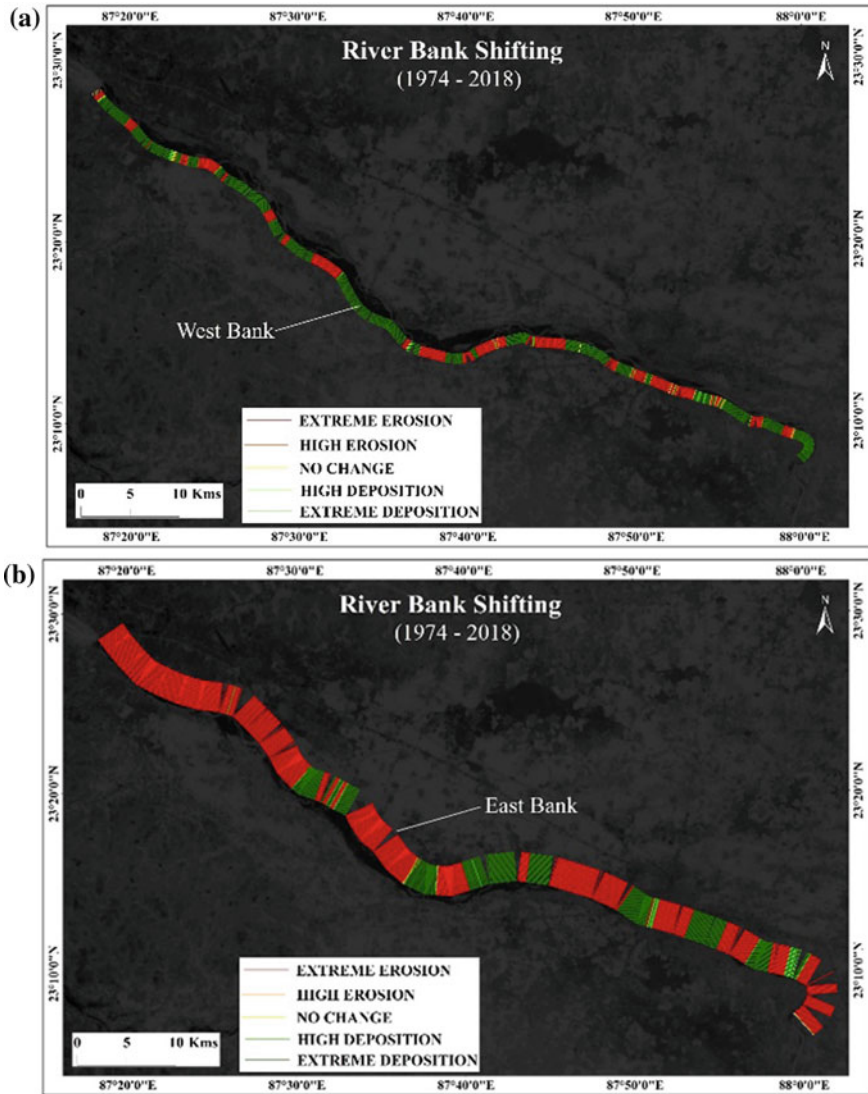 (a)
87°20'0"E 87°30'0"E 87°40'0"E 87°50'0"E 88°0'0"E
River Bank Shifting
(1974 - 2018)
N
23°30'0"N 23°30'0"N
23°20'0"N 23°20'0"N
West Bank
23°10'0"N 23°10'0"N
EXTREME EROSION
HIGH EROSION
NO CHANGE
HIGH DEPOSITION
EXTREME DEPOSITION
0 5 10 Kms
87°20'0"E 87°30'0"E 87°40'0"E 87°50'0"E 88°0'0"E
(b)
87°20'0"E 87°30'0"E 87°40'0"E 87°50'0"E 88°0'0"E
River Bank Shifting
(1974 - 2018)
N
23°30'0"N 23°30'0"N
23°20'0"N 23°20'0"N
East Bank
23°10'0"N 23°10'0"N
EXTREME EROSION
HIGH EROSION
NO CHANGE
HIGH DEPOSITION
EXTREME DEPOSITION
0 5 10 Kms
87°20'0"E 87°30'0"E 87°40'0"E 87°50'0"E 88°0'0"E